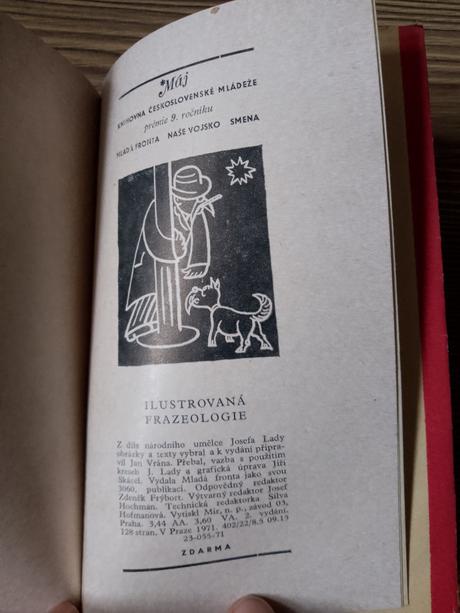 *Máj
KNIHOVNA ČESKOSLOVENSKÉ MLÁDEŽE
prémie 9. ročníku
MLADÁ FRONTA NAŠE VOJSKO SMENA
ILUSTROVANÁ
FRAZEOLOGIE
Z díla národního umělce Josefa Lady
obrázky a texty vybral a k vydání připra-
vil Jan Vrána. Přebal, vazba s použitím
kreseb J. Lady a grafická úprava Jiří
Skácel. Vydala Mladá fronta jako svou
3060. publikaci. Odpovědný redaktor
Zdeněk Frýbort. Výtvarný redaktor Josef
Hochman. Technická redaktorka Silva
Hofmanová. Vytiskl Mír, n. p., závod 03,
Praha. 3,44 AA. 3,60 VA. 2. vydání.
128 stran. V Praze 1971. 402/22/8.5 09.13
23-055-71
ZDARMA